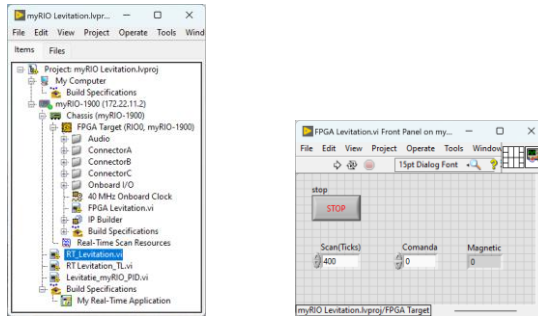 myRIO Levitation.lvpr...
File Edit View Project Operate Tools Wind
Items Files
Project: myRIO Levitation.lvproj
My Computer
Build Specifications
myRIO-1900 (172.22.11.2)
Chassis (myRIO-1900)
FPGA Target (RIO0, myRIO-1900)
Audio
ConnectorA
ConnectorB
ConnectorC
Onboard I/O
40 MHz Onboard Clock
FPGA Levitation.vi
IP Builder
Build Specifications
Real-Time Scan Resources
RT_Levitation.vi
RT Levitation_TL.vi
Levitatie_myRIO_PID.vi
Build Specifications
My Real-Time Application
FPGA Levitation.vi Front Panel on my...
File Edit View Project Operate Tools Window
15pt Dialog Font
stop
STOP
Scan(Ticks) Comanda Magnetic
400 0 0
myRIO Levitation.lvproj/FPGA Target